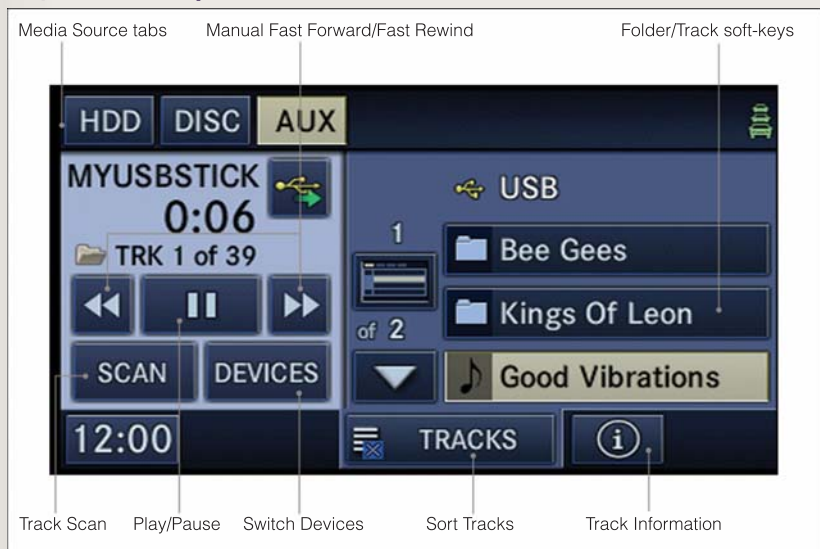 Media Source tabs
Manual Fast Forward/Fast Rewind
Folder/Track soft-keys
HDD
DISC
AUX
MYUSBSTICK
0:06
TRK 1 of 39
SCAN
DEVICES
12:00
USB
1
of 2
Bee Gees
Kings Of Leon
Good Vibrations
TRACKS
i
Track Scan
Play/Pause
Switch Devices
Sort Tracks
Track Information